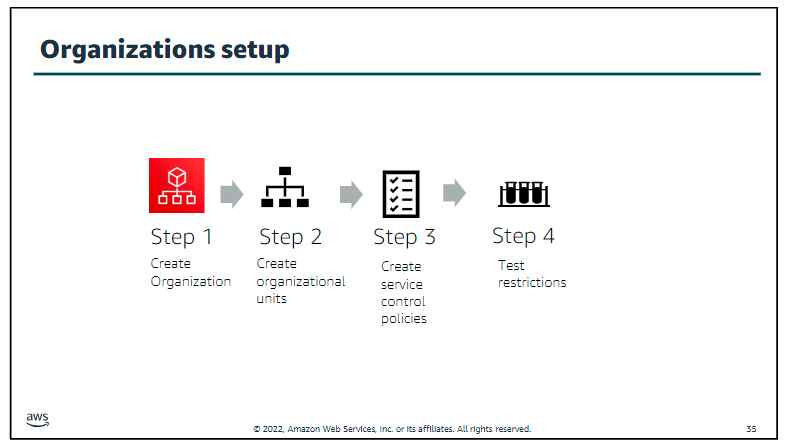 Organizations setup
Step 1
Create
Organization
Step 2
Create
organizational
units
Step 3
Create
service
control
policies
Step 4
Test
restrictions
aws
© 2022, Amazon Web Services, Inc. or its affiliates. All rights reserved.
35